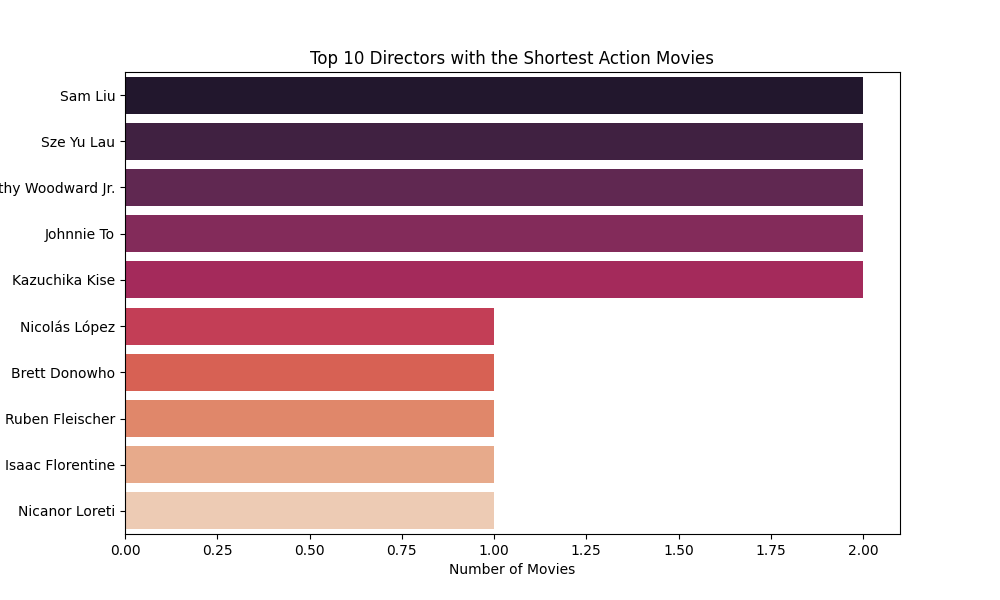 Top 10 Directors with the Shortest Action Movies
Sam Liu
Sze Yu Lau
thy Woodward Jr.
Johnnie To
Kazuchika Kise
Nicolás López
Brett Donowho
Ruben Fleischer
Isaac Florentine
Nicanor Loreti
0.00 0.25 0.50 0.75 1.00 1.25 1.50 1.75 2.00
Number of Movies